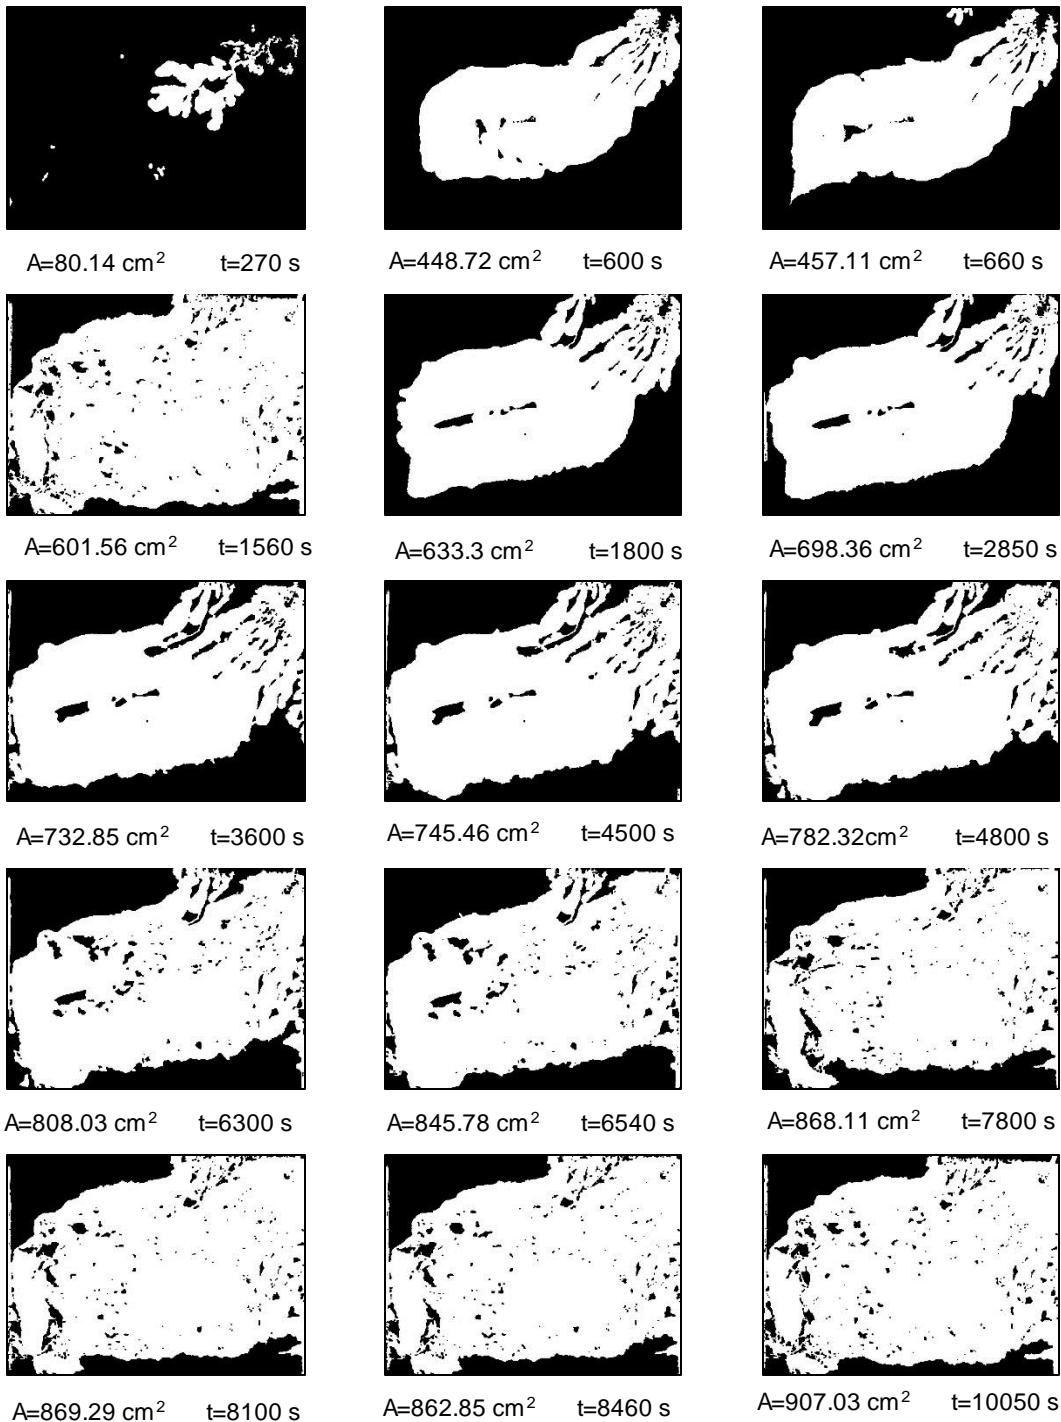 A=80.14 cm² t=270 s
A=448.72 cm² t=600 s
A=457.11 cm² t=660 s
A=601.56 cm² t=1560 s
A=633.3 cm² t=1800 s
A=698.36 cm² t=2850 s
A=732.85 cm² t=3600 s
A=745.46 cm² t=4500 s
A=782.32cm² t=4800 s
A=808.03 cm² t=6300 s
A=845.78 cm² t=6540 s
A=868.11 cm² t=7800 s
A=869.29 cm² t=8100 s
A=862.85 cm² t=8460 s
A=907.03 cm² t=10050 s